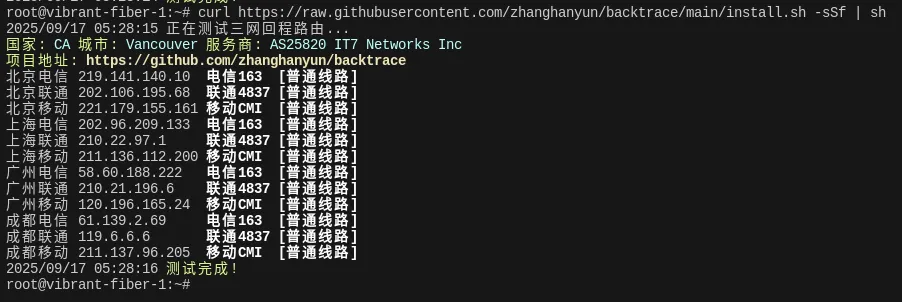 root@vibrant-fiber-1:~# curl https://raw.githubusercontent.com/zhanghanyun/backtrace/main/install.sh -sSf | sh
2025/09/17 05:28:15 正在测试三网回程路由...
国家: CA 城市: Vancouver 服务商: AS25820 IT7 Networks Inc
项目地址: https://github.com/zhanghanyun/backtrace
北京电信 219.141.140.10 电信163 [普通线路]
北京联通 202.106.195.68 联通4837 [普通线路]
北京移动 221.179.155.161 移动CMI [普通线路]
上海电信 202.96.209.133 电信163 [普通线路]
上海联通 210.22.97.1 联通4837 [普通线路]
上海移动 211.136.112.200 移动CMI [普通线路]
广州电信 58.60.188.222 电信163 [普通线路]
广州联通 210.21.196.6 联通4837 [普通线路]
广州移动 120.196.165.24 移动CMI [普通线路]
成都电信 61.139.2.69 电信163 [普通线路]
成都联通 119.6.6.6 联通4837 [普通线路]
成都移动 211.137.96.205 移动CMI [普通线路]
2025/09/17 05:28:16 测试完成!
root@vibrant-fiber-1:~#